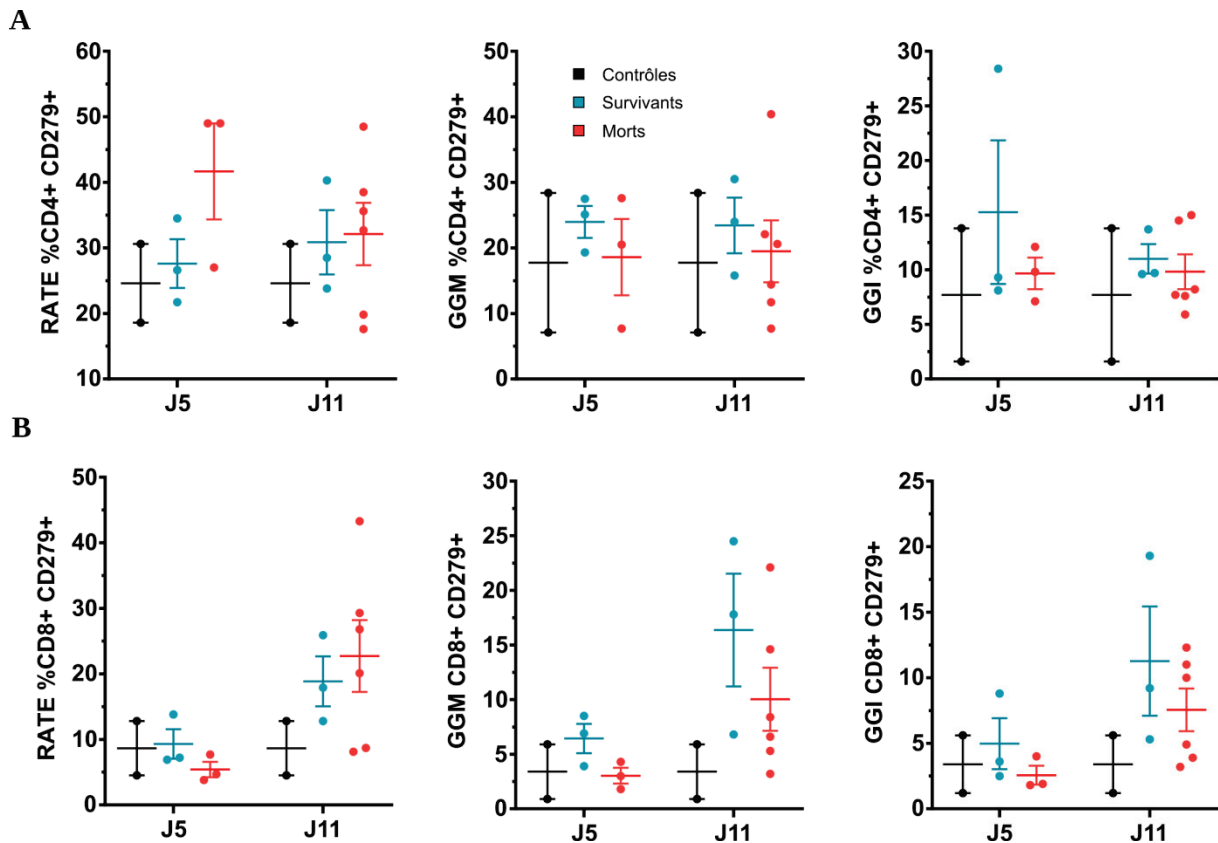 A
RATE %CD4+ CD279+
60
50
40
30
20
10
J5
J11
GGM %CD4+ CD279+
50
40
30
20
10
0
J5
J11
Contrôles
Survivants
Morts
GGI %CD4+ CD279+
30
25
20
15
10
5
0
J5
J11
B
RATE %CD8+ CD279+
50
40
30
20
10
0
J5
J11
GGM CD8+ CD279+
30
25
20
15
10
5
0
J5
J11
GGI CD8+ CD279+
25
20
15
10
5
0
J5
J11